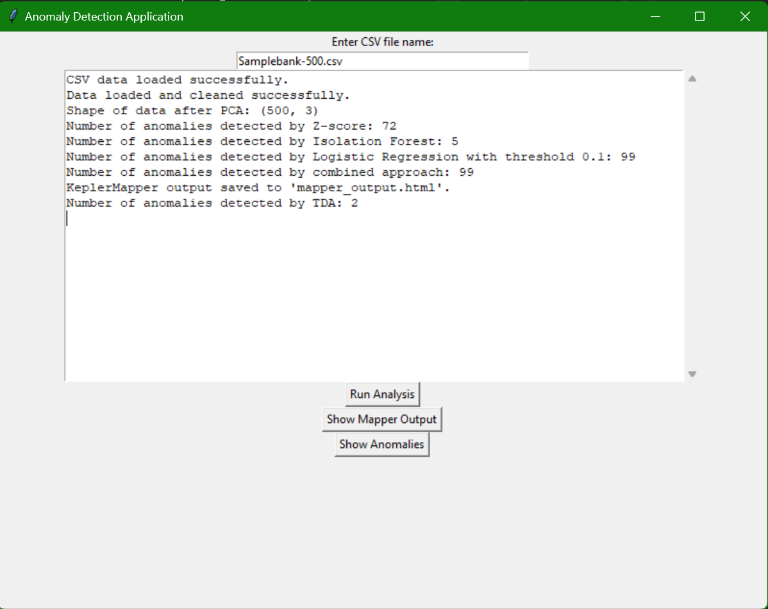 Anomaly Detection Application
Enter CSV file name:
Samplebank-500.csv
CSV data loaded successfully.
Data loaded and cleaned successfully.
Shape of data after PCA: (500, 3)
Number of anomalies detected by Z-score: 72
Number of anomalies detected by Isolation Forest: 5
Number of anomalies detected by Logistic Regression with threshold 0.1: 99
Number of anomalies detected by combined approach: 99
KeplerMapper output saved to 'mapper_output.html'.
Number of anomalies detected by TDA: 2
Run Analysis
Show Mapper Output
Show Anomalies